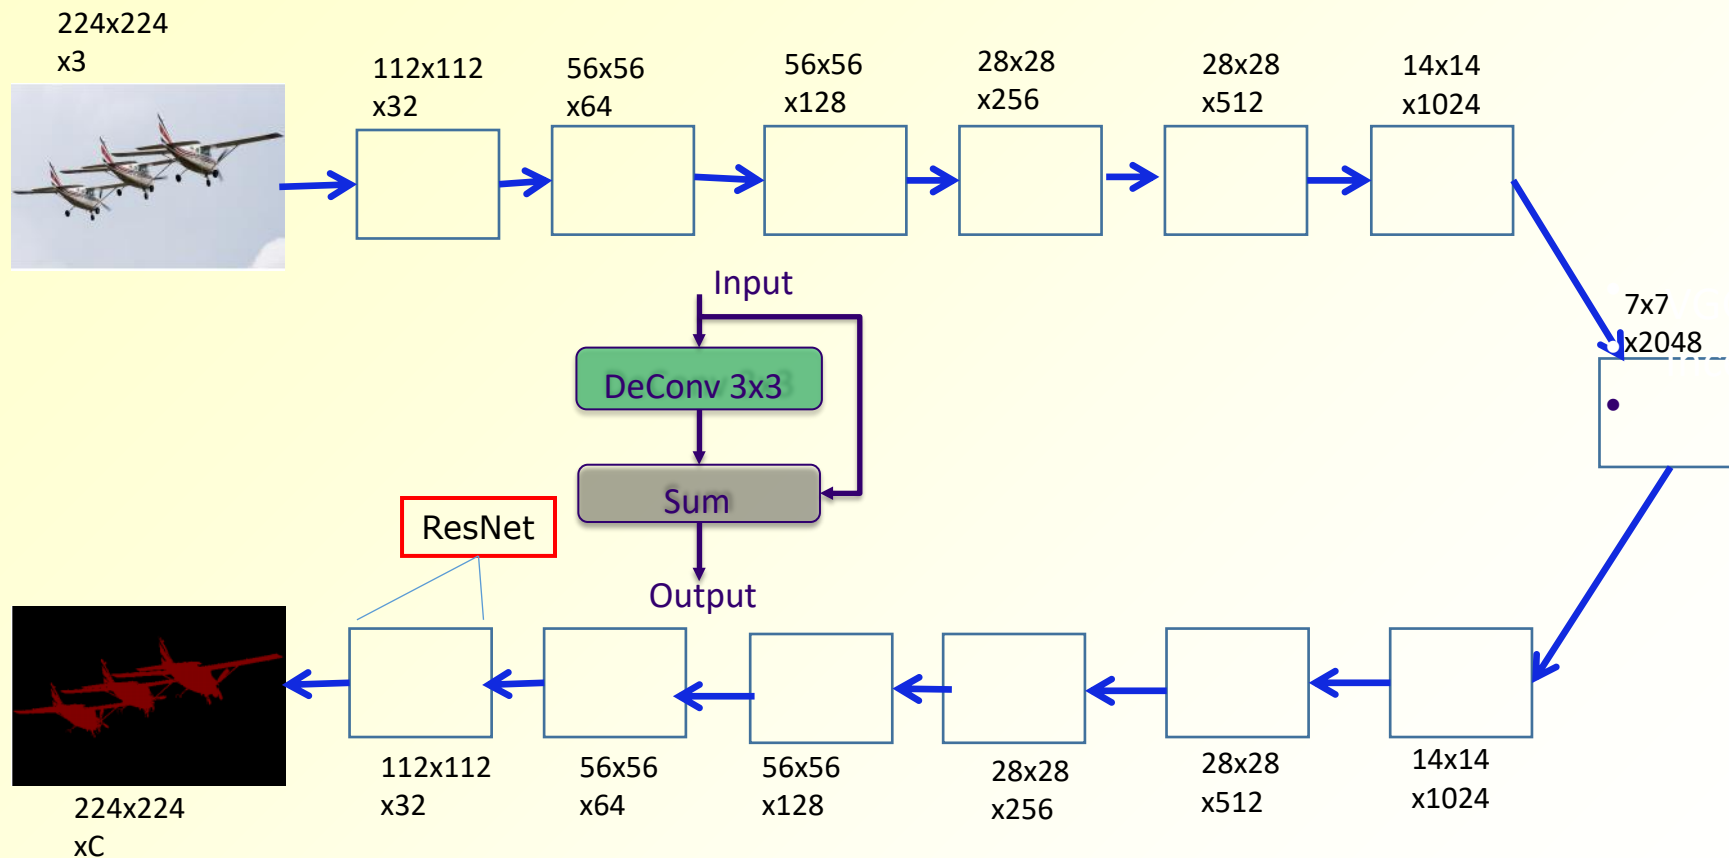 224x224
x3
112x112
x32
56x56
x64
56x56
x128
28x28
x256
28x28
x512
14x14
x1024
7x7
x2048
Input
DeConv 3x3
Sum
Output
ResNet
224x224
xC
112x112
x32
56x56
x64
56x56
x128
28x28
x256
28x28
x512
14x14
x1024